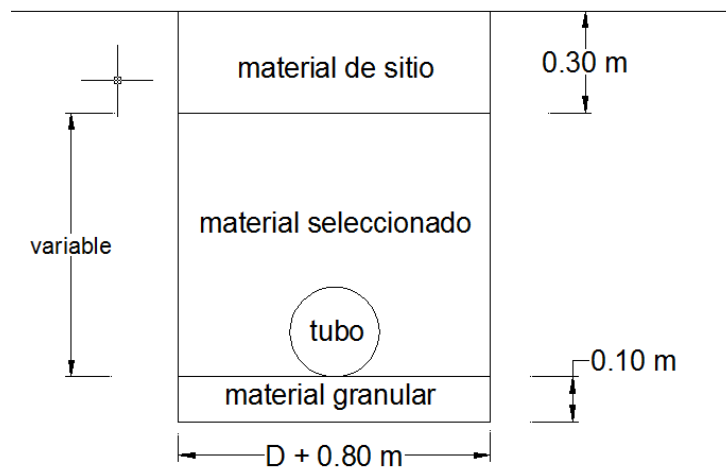 material de sitio
0.30 m
material seleccionado
variable
tubo
0.10 m
material granular
D + 0.80 m